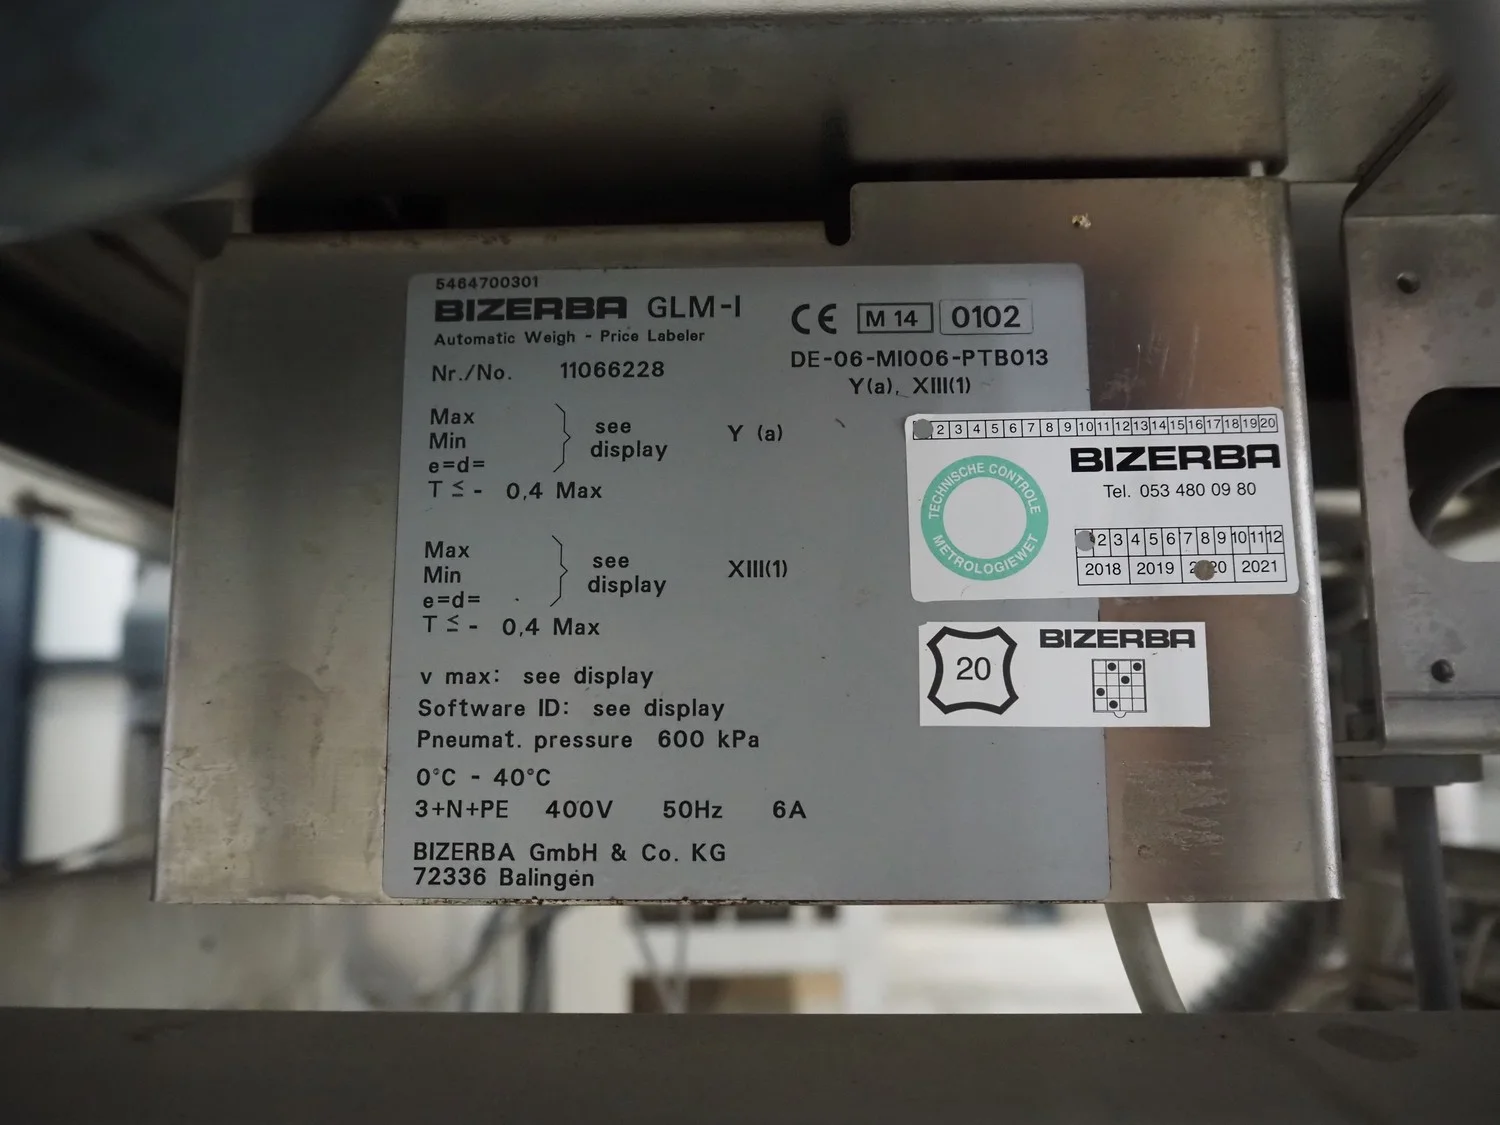 5464700301
BIZERBA GLM-I
Automatic Weigh - Price Labeler
Nr./No. 11066228
CE M 14 0102
DE-06-MI006-PTB013
Y(a), XIII(1)
Max
Min
e=d=
see
display
Y (a)
T ≤ - 0,4 Max
Max
Min
e=d=
see
display
XIII(1)
T ≤ - 0,4 Max
v max: see display
Software ID: see display
Pneumat. pressure 600 kPa
0°C - 40°C
3+N+PE 400V 50Hz 6A
BIZERBA GmbH & Co. KG
72336 Balingen
2 3 4 5 6 7 8 9 10 11 12 13 14 15 16 17 18 19 20
TECHNISCHE CONTROLE
METROLOGIEWET
BIZERBA
Tel. 053 480 09 80
2 3 4 5 6 7 8 9 10 11 12
2018 2019 2020 2021
20
BIZERBA